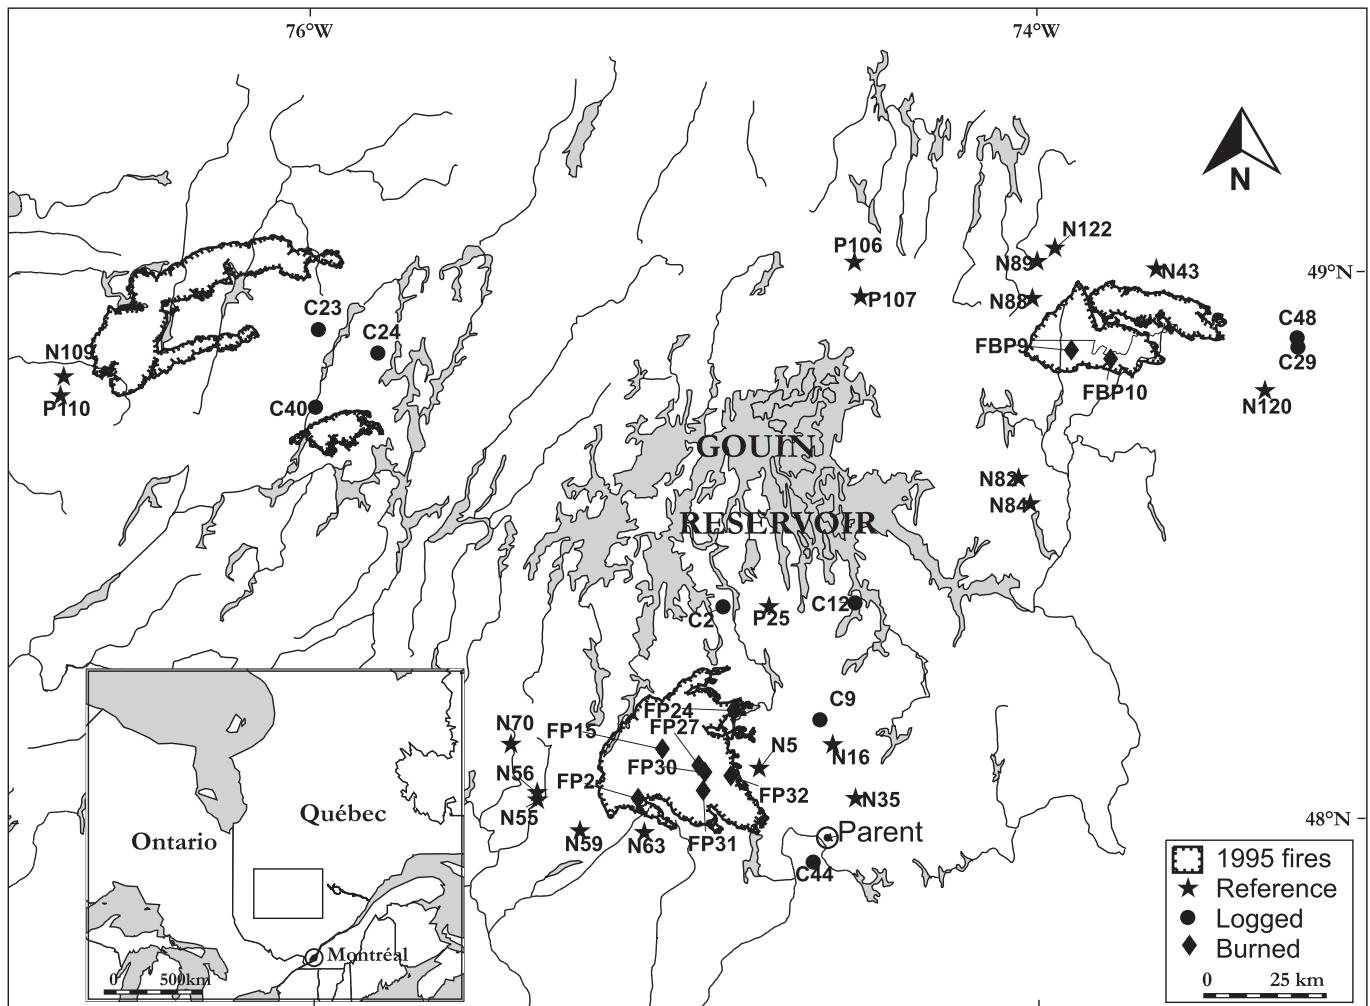 76°W
74°W
N
N122
P106
N89
N43
49°N
P107
N88
C23
C48
C24
FBP9
N109
C29
FBP10
P110
C40
N120
GOUIN
N82
N84
RESERVOIR
C2
P25
C12
FP24
C9
N70
FP15
FP27
N5
N16
N56
FP30
FP2
FP32
N35
N55
48°N
N59
N63
FP31
Parent
C44
Québec
Ontario
Montréal
0 500km
1995 fires
Reference
Logged
Burned
0 25 km